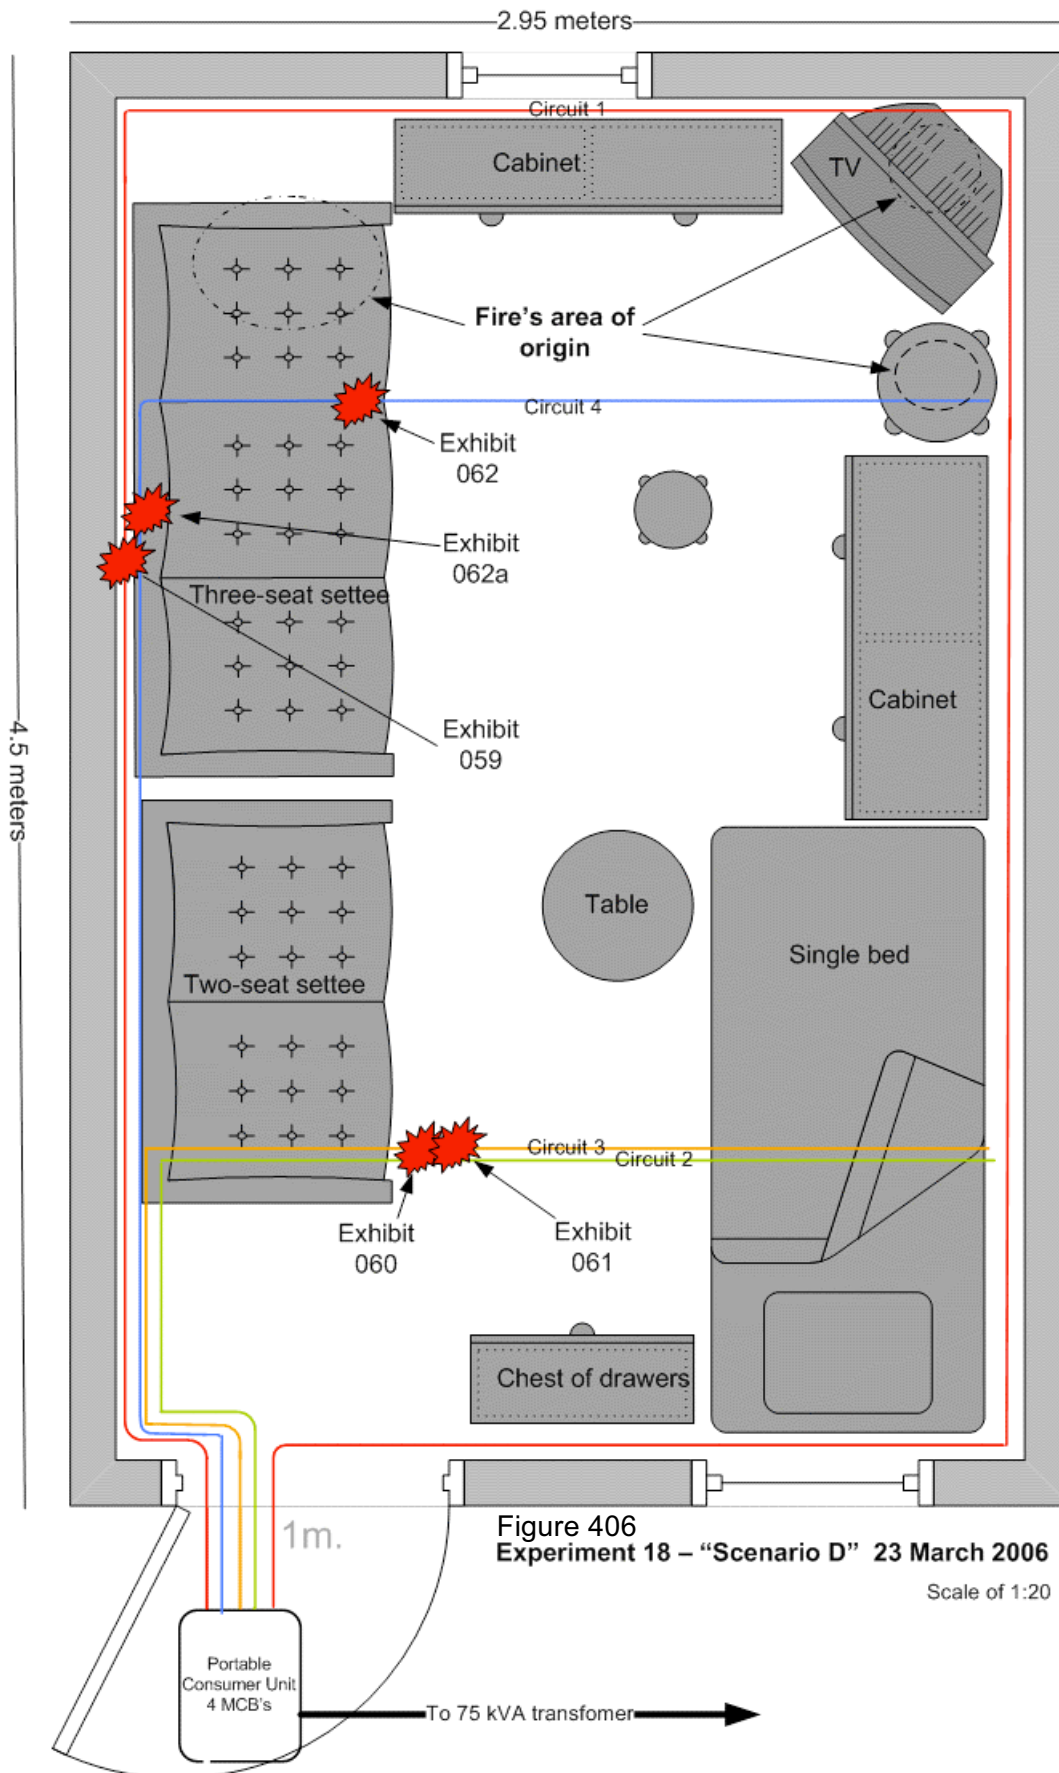 2.95 meters
Circuit 1
Cabinet
TV
Fire's area of
origin
Circuit 4
Exhibit
062
Exhibit
062a
Three-seat settee
Exhibit
059
Cabinet
4.5 meters
Table
Single bed
Two-seat settee
Circuit 3
Circuit 2
Exhibit
060
Exhibit
061
Chest of drawers
1m.
Figure 406
Experiment 18 – “Scenario D” 23 March 2006
Scale of 1:20
Portable
Consumer Unit
4 MCB's
To 75 kVA transfomer